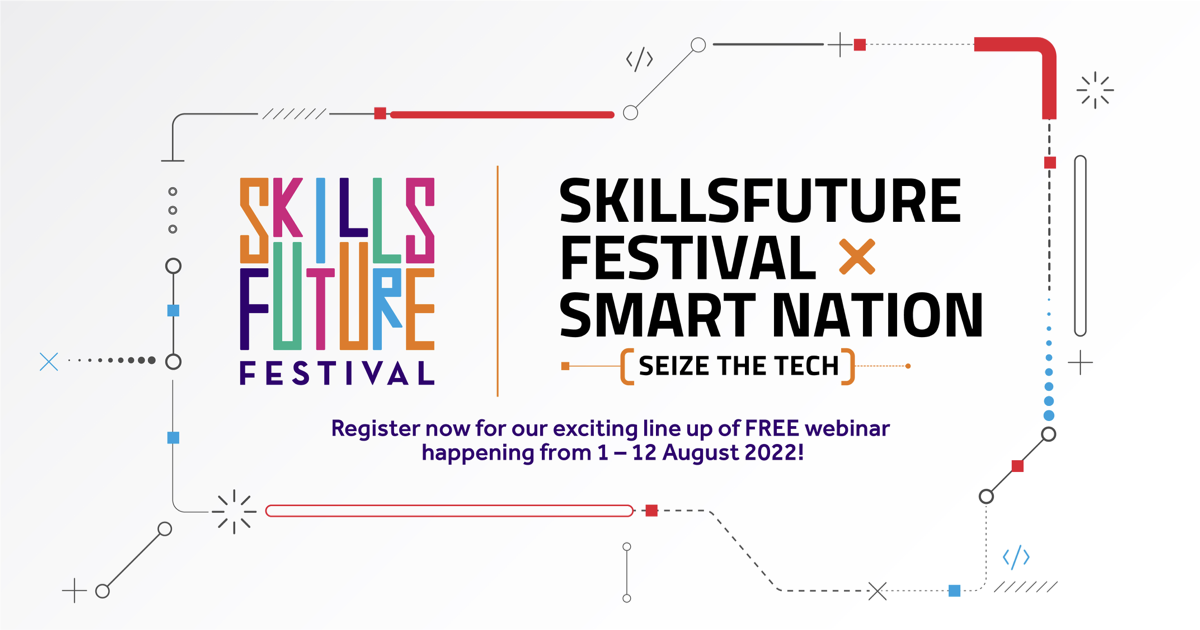 SKILLS
FUTURE
FESTIVAL
SKILLSFUTURE
FESTIVAL ×
SMART NATION
[SEIZE THE TECH]
</>
Register now for our exciting line up of FREE webinar
happening from 1 – 12 August 2022!
</>